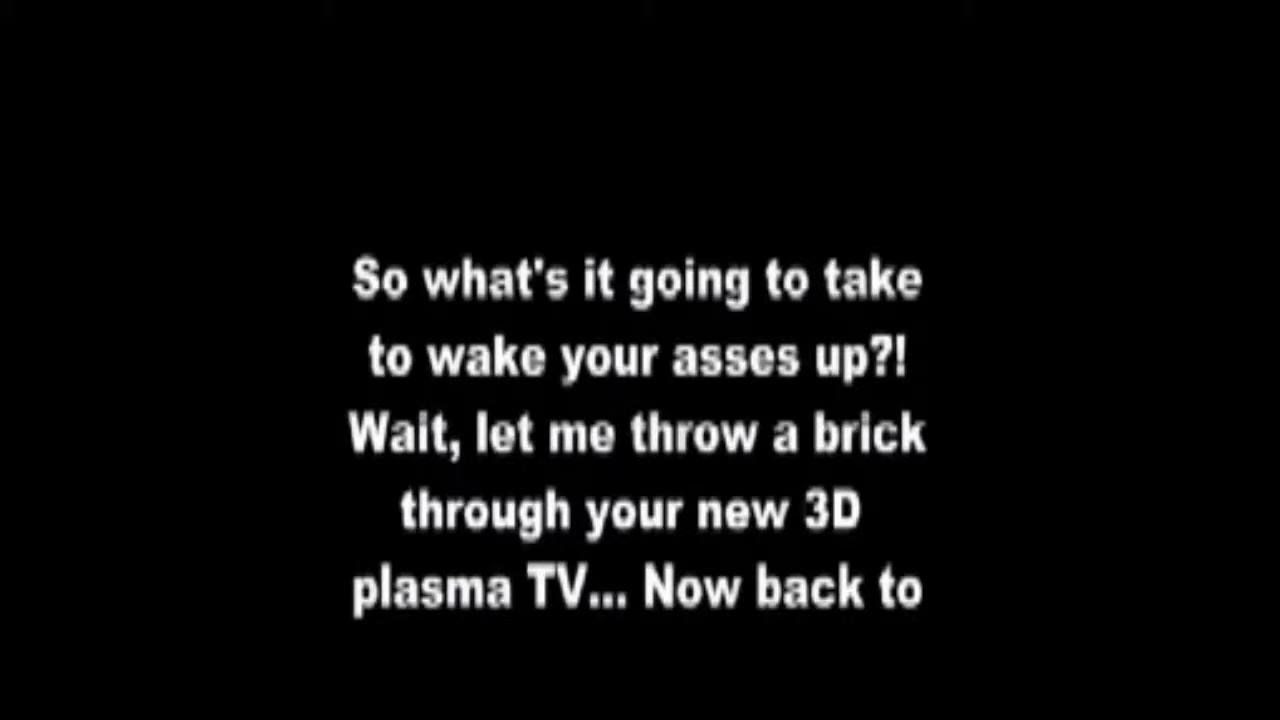 So what's it going to take
to wake your asses up?!
Wait, let me throw a brick
through your new 3D
plasma TV... Now back to